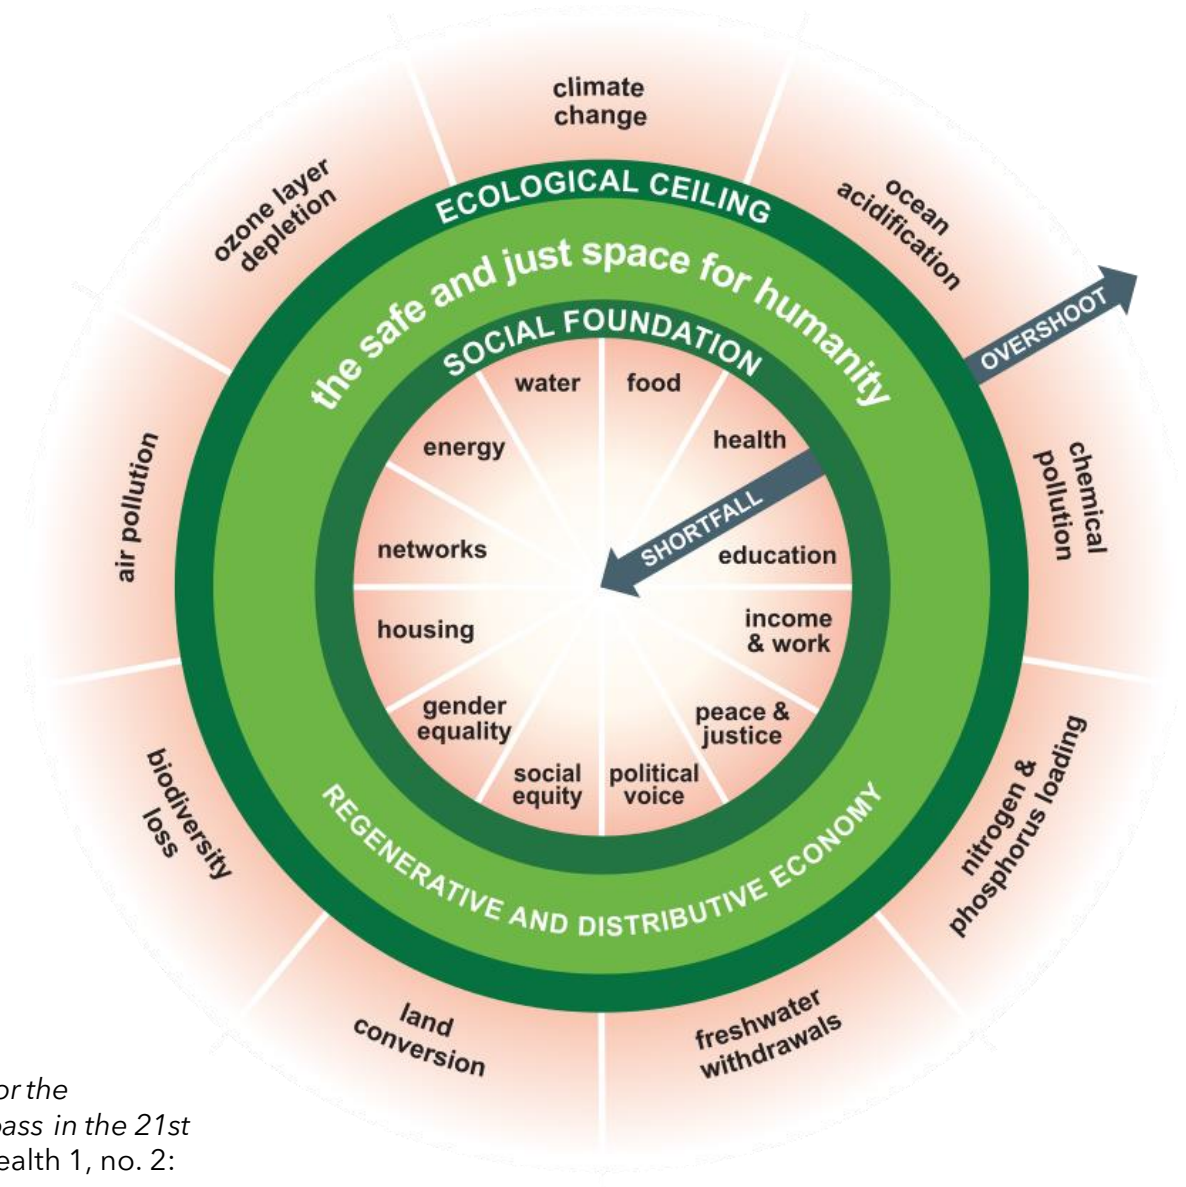 climate
change
ocean
acidification
chemical
pollution
nitrogen &
phosphorus loading
freshwater
withdrawals
land
conversion
biodiversity
loss
air pollution
ozone layer
depletion
ECOLOGICAL CEILING
the safe and just space for humanity
SOCIAL FOUNDATION
OVERSHOOT
water
food
health
SHORTFALL
education
income
& work
peace &
justice
political
voice
social
equity
gender
equality
housing
networks
energy
REGENERATIVE AND DISTRIBUTIVE ECONOMY
or the
ass in the 21st
ealth 1, no. 2: